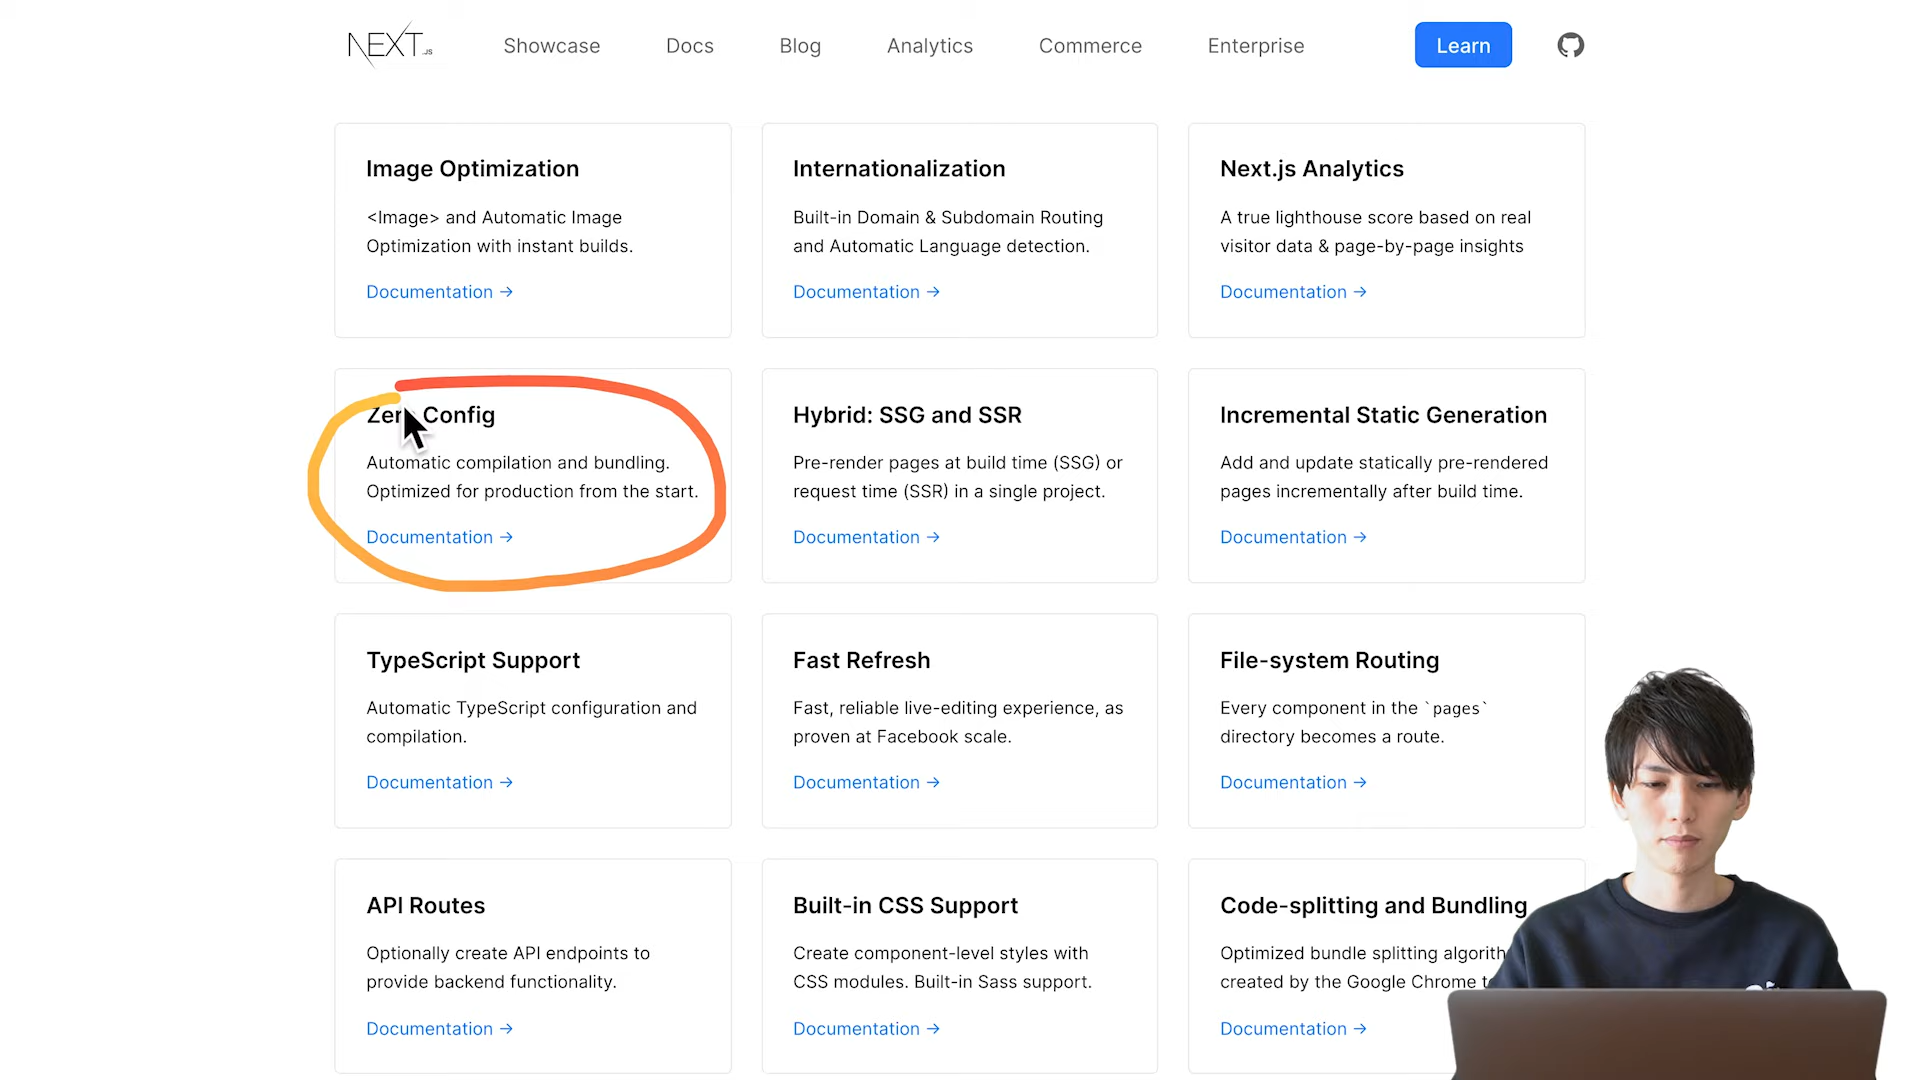 NEXT.JS
Showcase
Docs
Blog
Analytics
Commerce
Enterprise
Learn
Image Optimization
<Image> and Automatic Image
Optimization with instant builds.
Documentation →
Internationalization
Built-in Domain & Subdomain Routing
and Automatic Language detection.
Documentation →
Next.js Analytics
A true lighthouse score based on real
visitor data & page-by-page insights
Documentation →
Zero Config
Automatic compilation and bundling.
Optimized for production from the start.
Documentation →
Hybrid: SSG and SSR
Pre-render pages at build time (SSG) or
request time (SSR) in a single project.
Documentation →
Incremental Static Generation
Add and update statically pre-rendered
pages incrementally after build time.
Documentation →
TypeScript Support
Automatic TypeScript configuration and
compilation.
Documentation →
Fast Refresh
Fast, reliable live-editing experience, as
proven at Facebook scale.
Documentation →
File-system Routing
Every component in the `pages`
directory becomes a route.
Documentation →
API Routes
Optionally create API endpoints to
provide backend functionality.
Documentation →
Built-in CSS Support
Create component-level styles with
CSS modules. Built-in Sass support.
Documentation →
Code-splitting and Bundling
Optimized bundle splitting
created by the Google Chrome
Documentation →